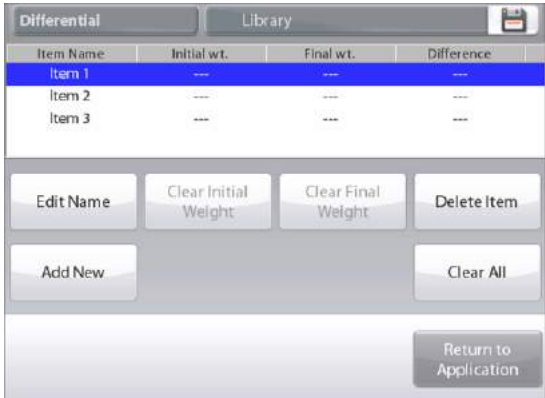 Differential Library
Item Name Initial wt. Final wt. Difference
Item 1 --- --- ---
Item 2 --- --- ---
Item 3 --- --- ---
Edit Name Clear Initial Weight Clear Final Weight Delete Item
Add New Clear All
Return to
Application